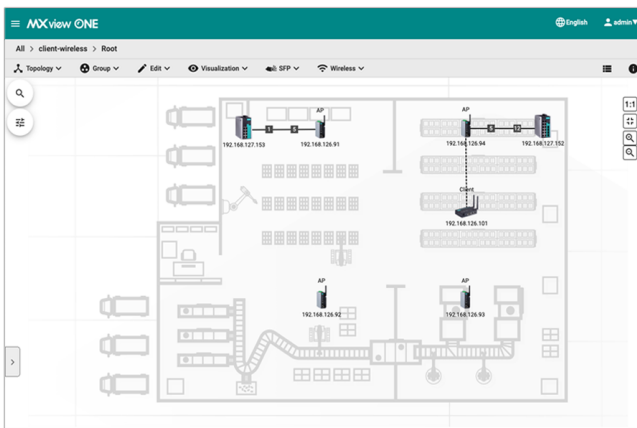 MXview ONE
English
admin
All > client-wireless > Root
Topology
Group
Edit
Visualization
SFP
Wireless
1:1
AP
AP
192.168.127.153
192.168.126.91
192.168.126.94
192.168.127.152
Client
192.168.126.101
AP
AP
192.168.126.92
192.168.126.93